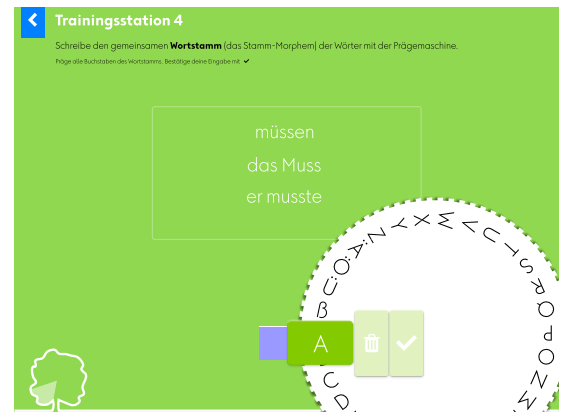 Trainingsstation 4
Schreibe den gemeinsamen Wortstamm (das Stamm-Morphem) der Wörter mit der Prägemaschine.
Präge alle Buchstaben des Wortstamms. Bestätige deine Eingabe mit ✔
müssen
das Muss
er musste
A
C
D
M
N
O
P
Q
R
S
T
U
V
W
X
Y
Z
Ä
Ö
Ü
ß